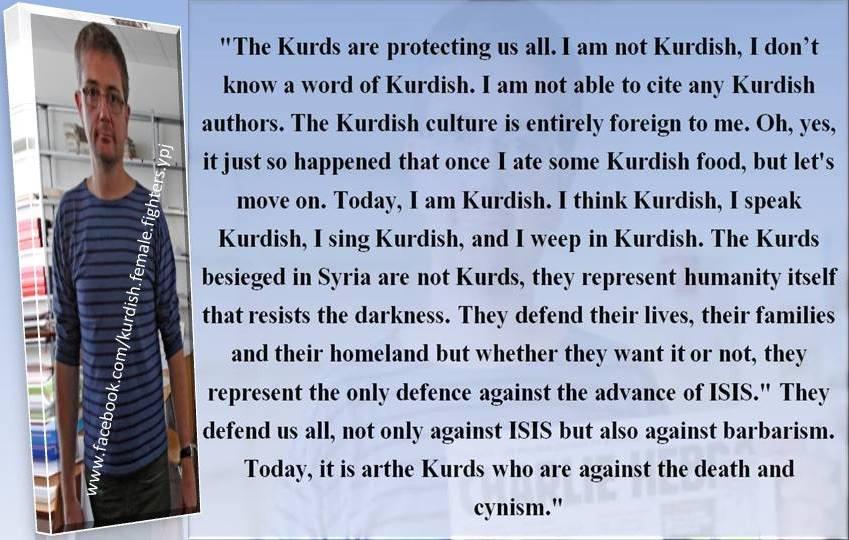 "The Kurds are protecting us all. I am not Kurdish, I don't
know a word of Kurdish. I am not able to cite any Kurdish
authors. The Kurdish culture is entirely foreign to me. Oh, yes,
it just so happened that once I ate some Kurdish food, but let's
move on. Today, I am Kurdish. I think Kurdish, I speak
Kurdish, I sing Kurdish, and I weep in Kurdish. The Kurds
besieged in Syria are not Kurds, they represent humanity itself
that resists the darkness. They defend their lives, their families
and their homeland but whether they want it or not, they
represent the only defence against the advance of ISIS." They
defend us all, not only against ISIS but also against barbarism.
Today, it is arthe Kurds who are against the death and
cynism."
www.facebook.com/kurdish.female.fighters.ypj
CHARLIE HEBDO